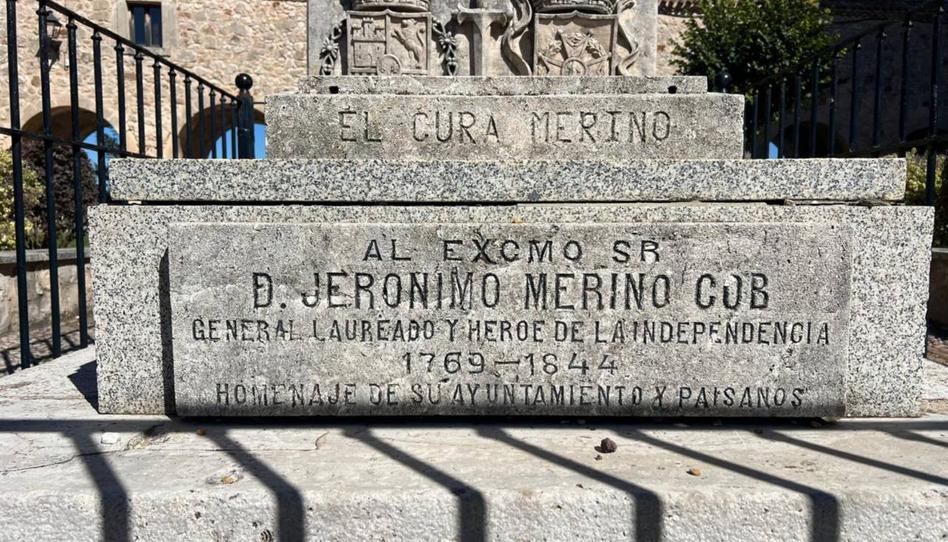 EL CURA MERINO
AL EXCMO SR
D. JERONIMO MERINO COB
GENERAL LAUREADO Y HEROE DE LA INDEPENDENCIA
1769-1844
HOMENAJE DE SU AYUNTAMIENTO Y PAISANOS